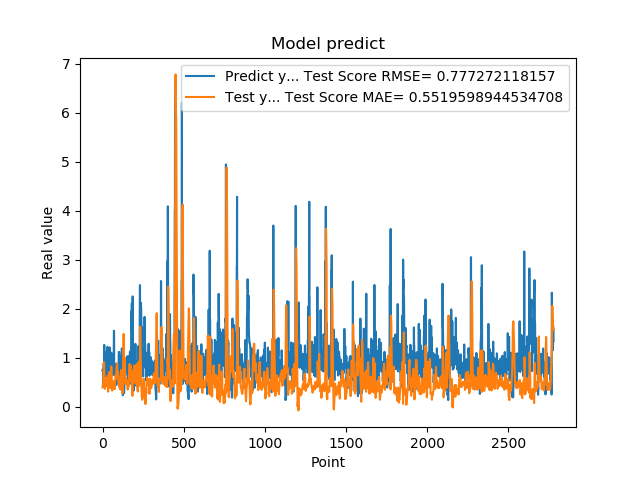 Model predict
Predict y... Test Score RMSE= 0.777272118157
Test y... Test Score MAE= 0.5519598944534708
7
6
5
4
3
2
1
0
Real value
0 500 1000 1500 2000 2500
Point